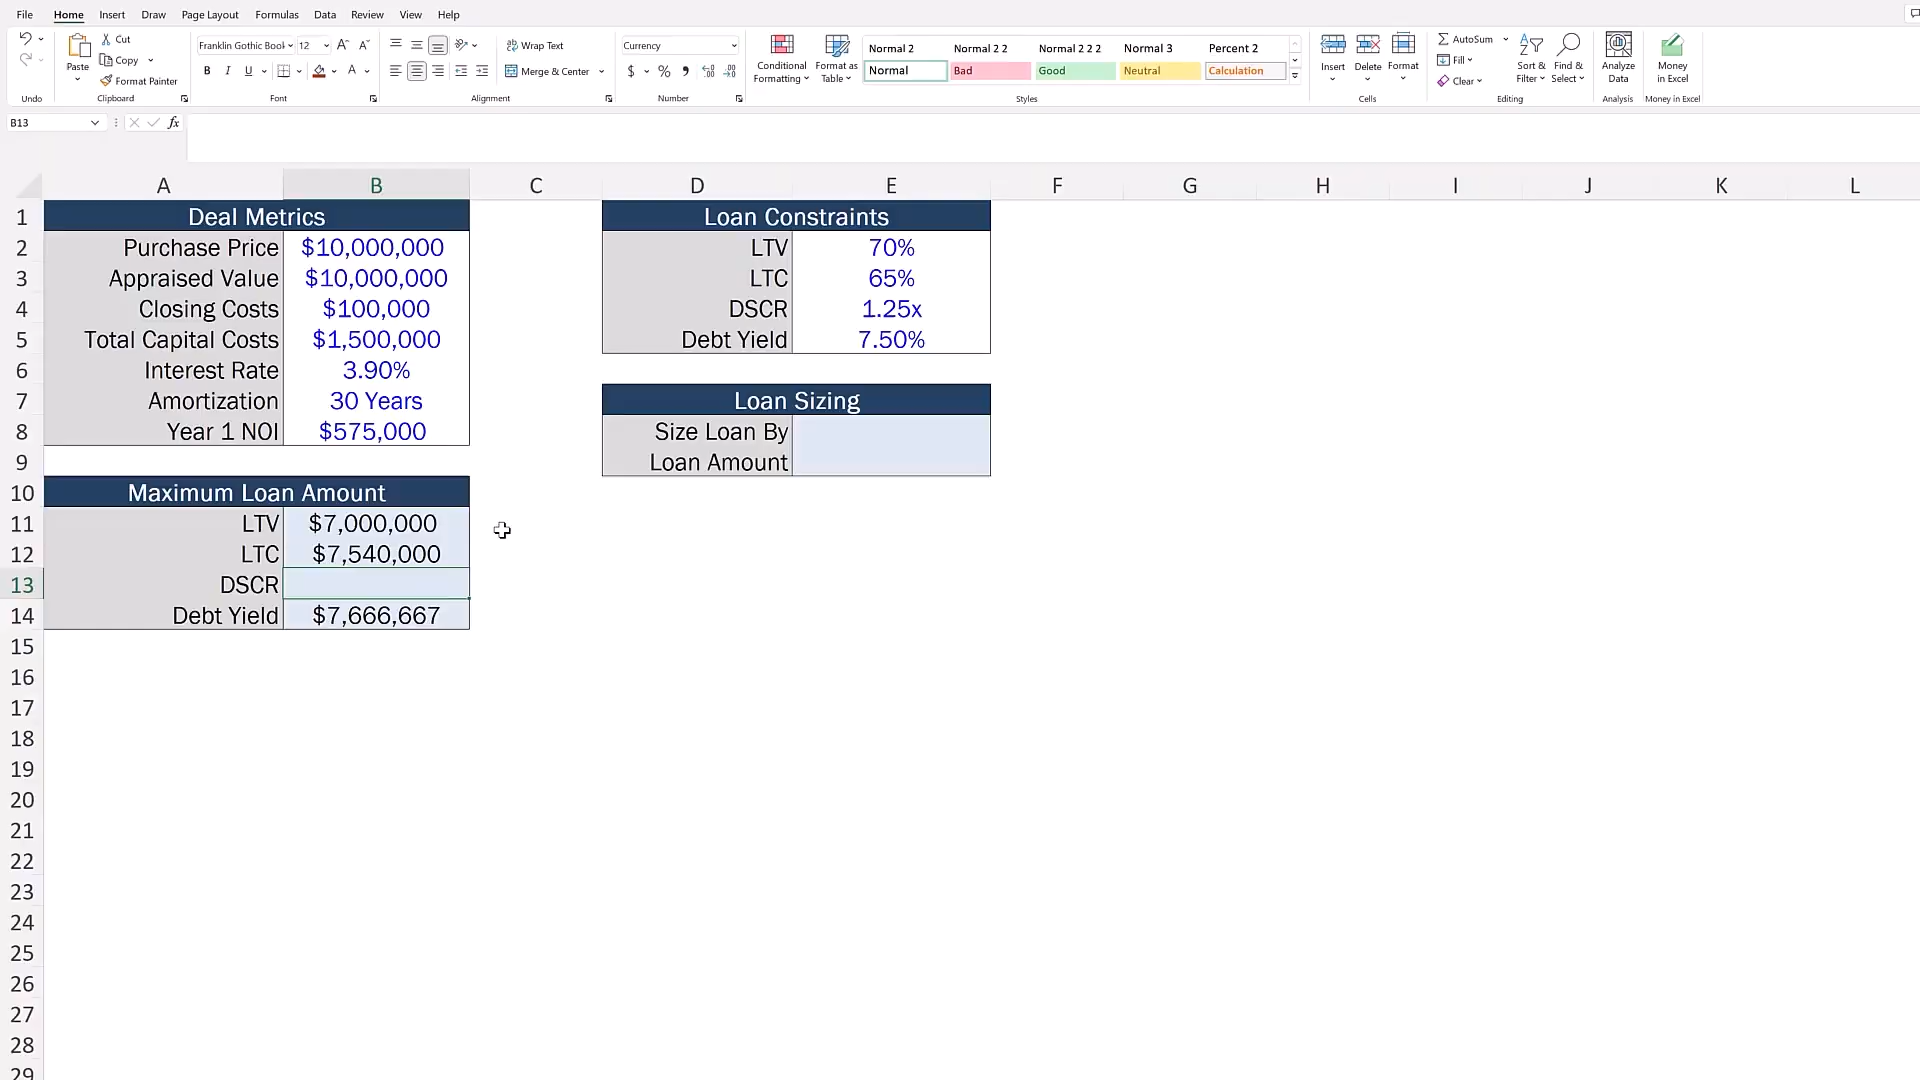 File Home Insert Draw Page Layout Formulas Data Review View Help
Undo
Paste
Cut
Copy
Format Painter
Clipboard
Franklin Gothic Book 12
B I U
Font
Wrap Text
Merge & Center
Alignment
Currency
$ % 9
Number
Conditional Formatting
Format as Table
Normal 2 Normal 2 2 Normal 2 2 2 Normal 3 Percent 2
Normal Bad Good Neutral Calculation
Styles
Insert Delete Format
Cells
AutoSum
Fill
Clear
Sort & Filter
Find & Select
Editing
Analyze Data
Analysis
Money in Excel
Money in Excel
B13 fx
A B C D E F G H I J K L
1 Deal Metrics Loan Constraints
2 Purchase Price $10,000,000 LTV 70%
3 Appraised Value $10,000,000 LTC 65%
4 Closing Costs $100,000 DSCR 1.25x
5 Total Capital Costs $1,500,000 Debt Yield 7.50%
6 Interest Rate 3.90%
7 Amortization 30 Years Loan Sizing
8 Year 1 NOI $575,000 Size Loan By
9 Loan Amount
10 Maximum Loan Amount
11 LTV $7,000,000
12 LTC $7,540,000
13 DSCR
14 Debt Yield $7,666,667
15
16
17
18
19
20
21
22
23
24
25
26
27
28
29